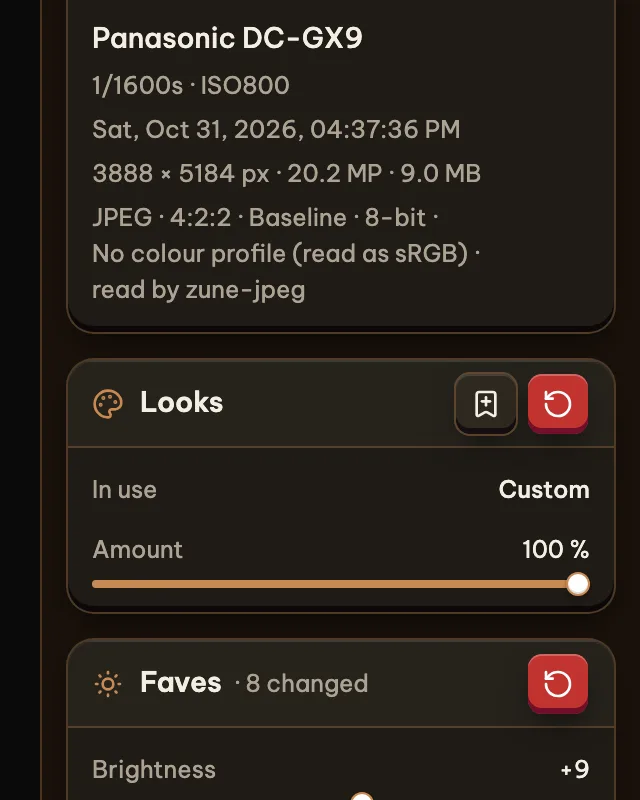 Panasonic DC-GX9
1/1600s · ISO800
Sat, Oct 31, 2026, 04:37:36 PM
3888 × 5184 px · 20.2 MP · 9.0 MB
JPEG · 4:2:2 · Baseline · 8-bit ·
No colour profile (read as sRGB) ·
read by zune-jpeg
Looks
In use Custom
Amount 100 %
Faves · 8 changed
Brightness +9